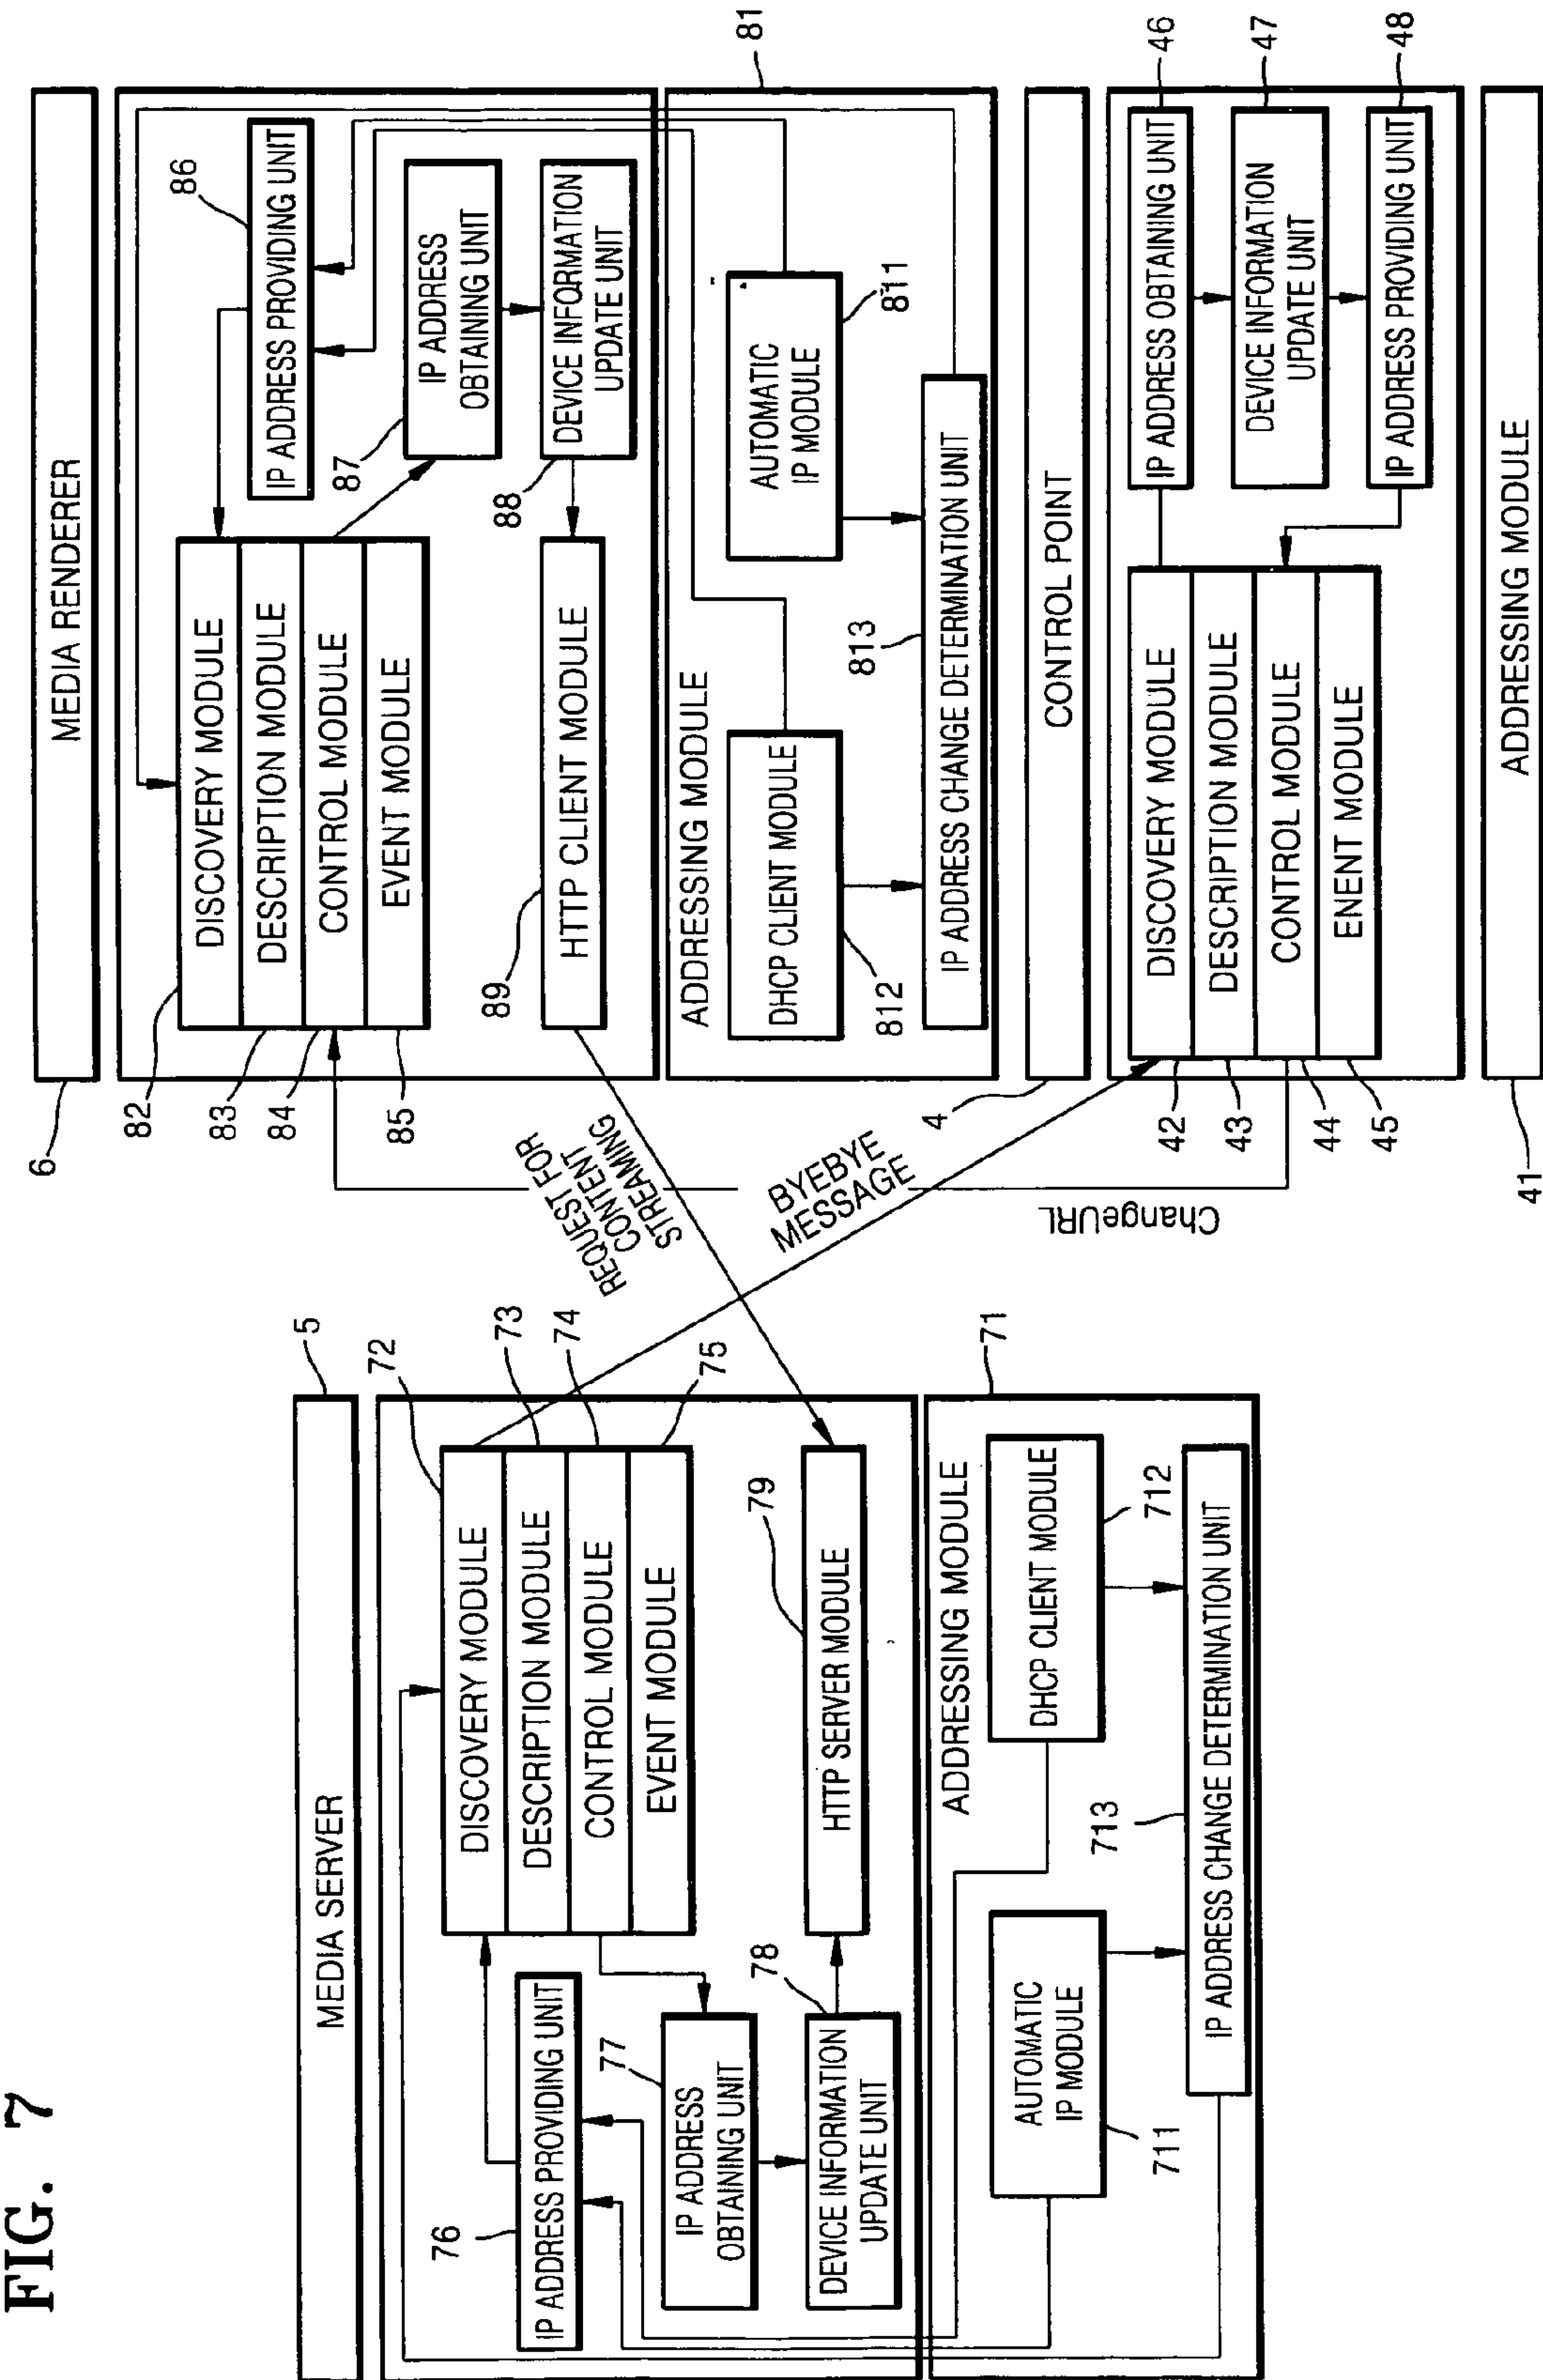 FIG. 7
MEDIA SERVER
5
72
73
74
75
DISCOVERY MODULE
DESCRIPTION MODULE
CONTROL MODULE
EVENT MODULE
76
IP ADDRESS PROVIDING UNIT
77
IP ADDRESS
OBTAINING UNIT
78
DEVICE INFORMATION
UPDATE UNIT
79
HTTP SERVER MODULE
71
ADDRESSING MODULE
AUTOMATIC
IP MODULE
711
DHCP CLIENT MODULE
712
713
IP ADDRESS CHANGE DETERMINATION UNIT
REQUEST FOR
CONTENT
STREAMING
BYEBYE
MESSAGE
ChangeURL
6
MEDIA RENDERER
82
83
84
85
DISCOVERY MODULE
DESCRIPTION MODULE
CONTROL MODULE
EVENT MODULE
86
IP ADDRESS PROVIDING UNIT
87
IP ADDRESS
OBTAINING UNIT
88
DEVICE INFORMATION
UPDATE UNIT
89
HTTP CLIENT MODULE
81
ADDRESSING MODULE
DHCP CLIENT MODULE
812
AUTOMATIC
IP MODULE
811
813
IP ADDRESS CHANGE DETERMINATION UNIT
4
CONTROL POINT
42
43
44
45
DISCOVERY MODULE
DESCRIPTION MODULE
CONTROL MODULE
ENENT MODULE
46
IP ADDRESS OBTAINING UNIT
47
DEVICE INFORMATION
UPDATE UNIT
48
IP ADDRESS PROVIDING UNIT
41
ADDRESSING MODULE